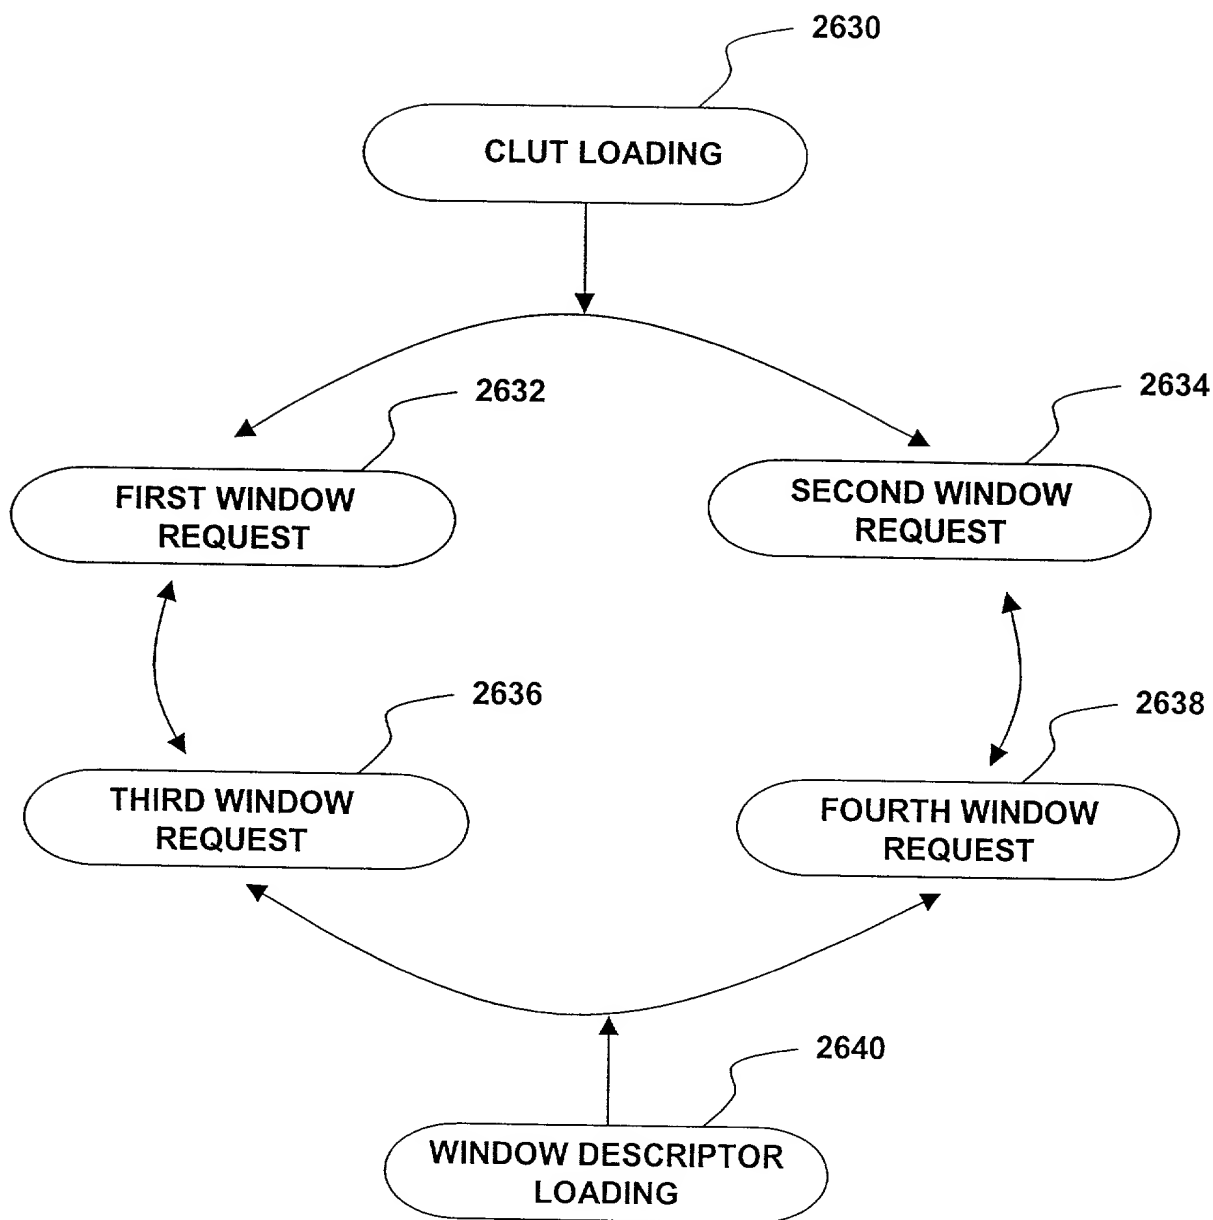 2630
CLUT LOADING
2632
2634
FIRST WINDOW
REQUEST
SECOND WINDOW
REQUEST
2636
2638
THIRD WINDOW
REQUEST
FOURTH WINDOW
REQUEST
2640
WINDOW DESCRIPTOR
LOADING